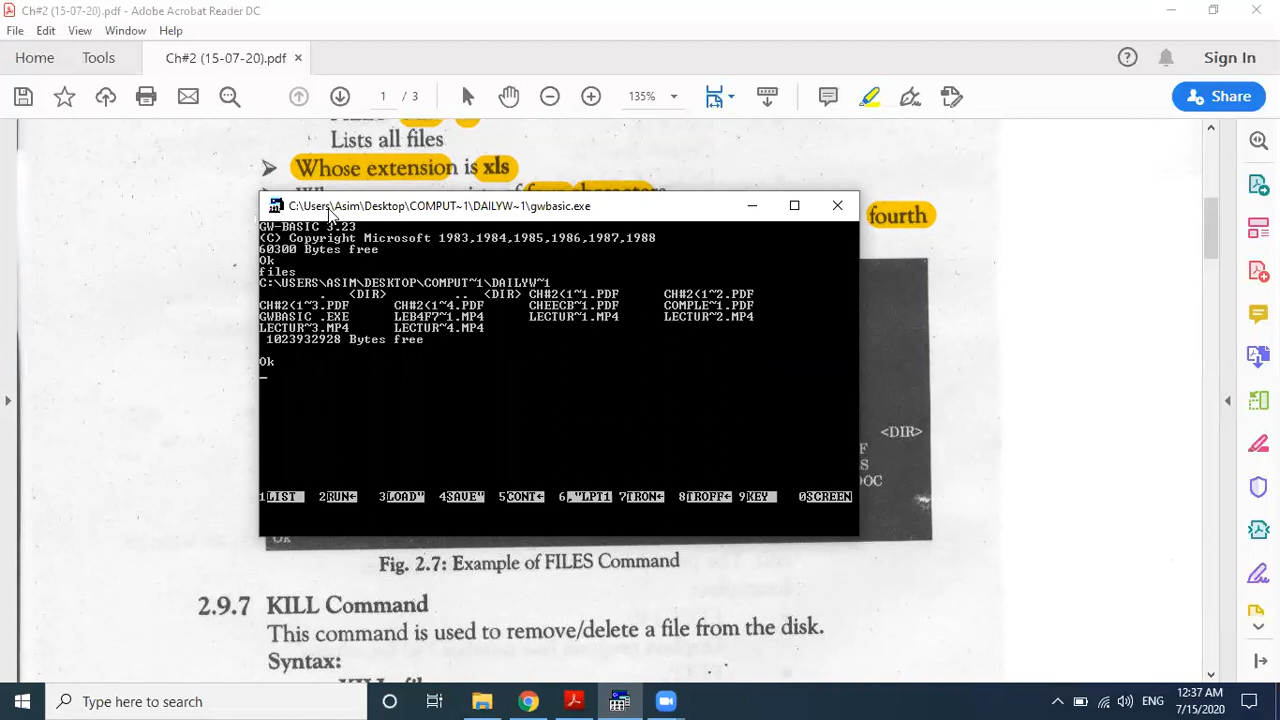 Ch#2 (15-07-20).pdf - Adobe Acrobat Reader DC
File Edit View Window Help
Home Tools Ch#2 (15-07-20).pdf × Sign In
1 / 3 135% Share
Lists all files
➢ Whose extension is xls
fourth
C:\Users\Asim\Desktop\COMPUT~1\DAILYW~1\gwbasic.exe
GW-BASIC 3.23
(C) Copyright Microsoft 1983,1984,1985,1986,1987,1988
60300 Bytes free
Ok
files
C:\USERS\ASIM\DESKTOP\COMPUT~1\DAILYW~1
. <DIR> .. <DIR> CH#2(1~1.PDF CH#2(1~2.PDF
CH#2(1~3.PDF CH#2(1~4.PDF CHEECB~1.PDF COMPLE~1.PDF
GWBASIC .EXE LEB4F7~1.MP4 LECTUR~1.MP4 LECTUR~2.MP4
LECTUR~3.MP4 LECTUR~4.MP4
1023932928 Bytes free
Ok
<DIR>
F
S
DOC
1LIST 2RUN← 3LOAD" 4SAVE" 5CONT← 6,"LPT1 7TRON← 8TROFF← 9KEY 0SCREEN
Ok
Fig. 2.7: Example of FILES Command
2.9.7 KILL Command
This command is used to remove/delete a file from the disk.
Syntax:
Type here to search
ENG
12:37 AM
7/15/2020